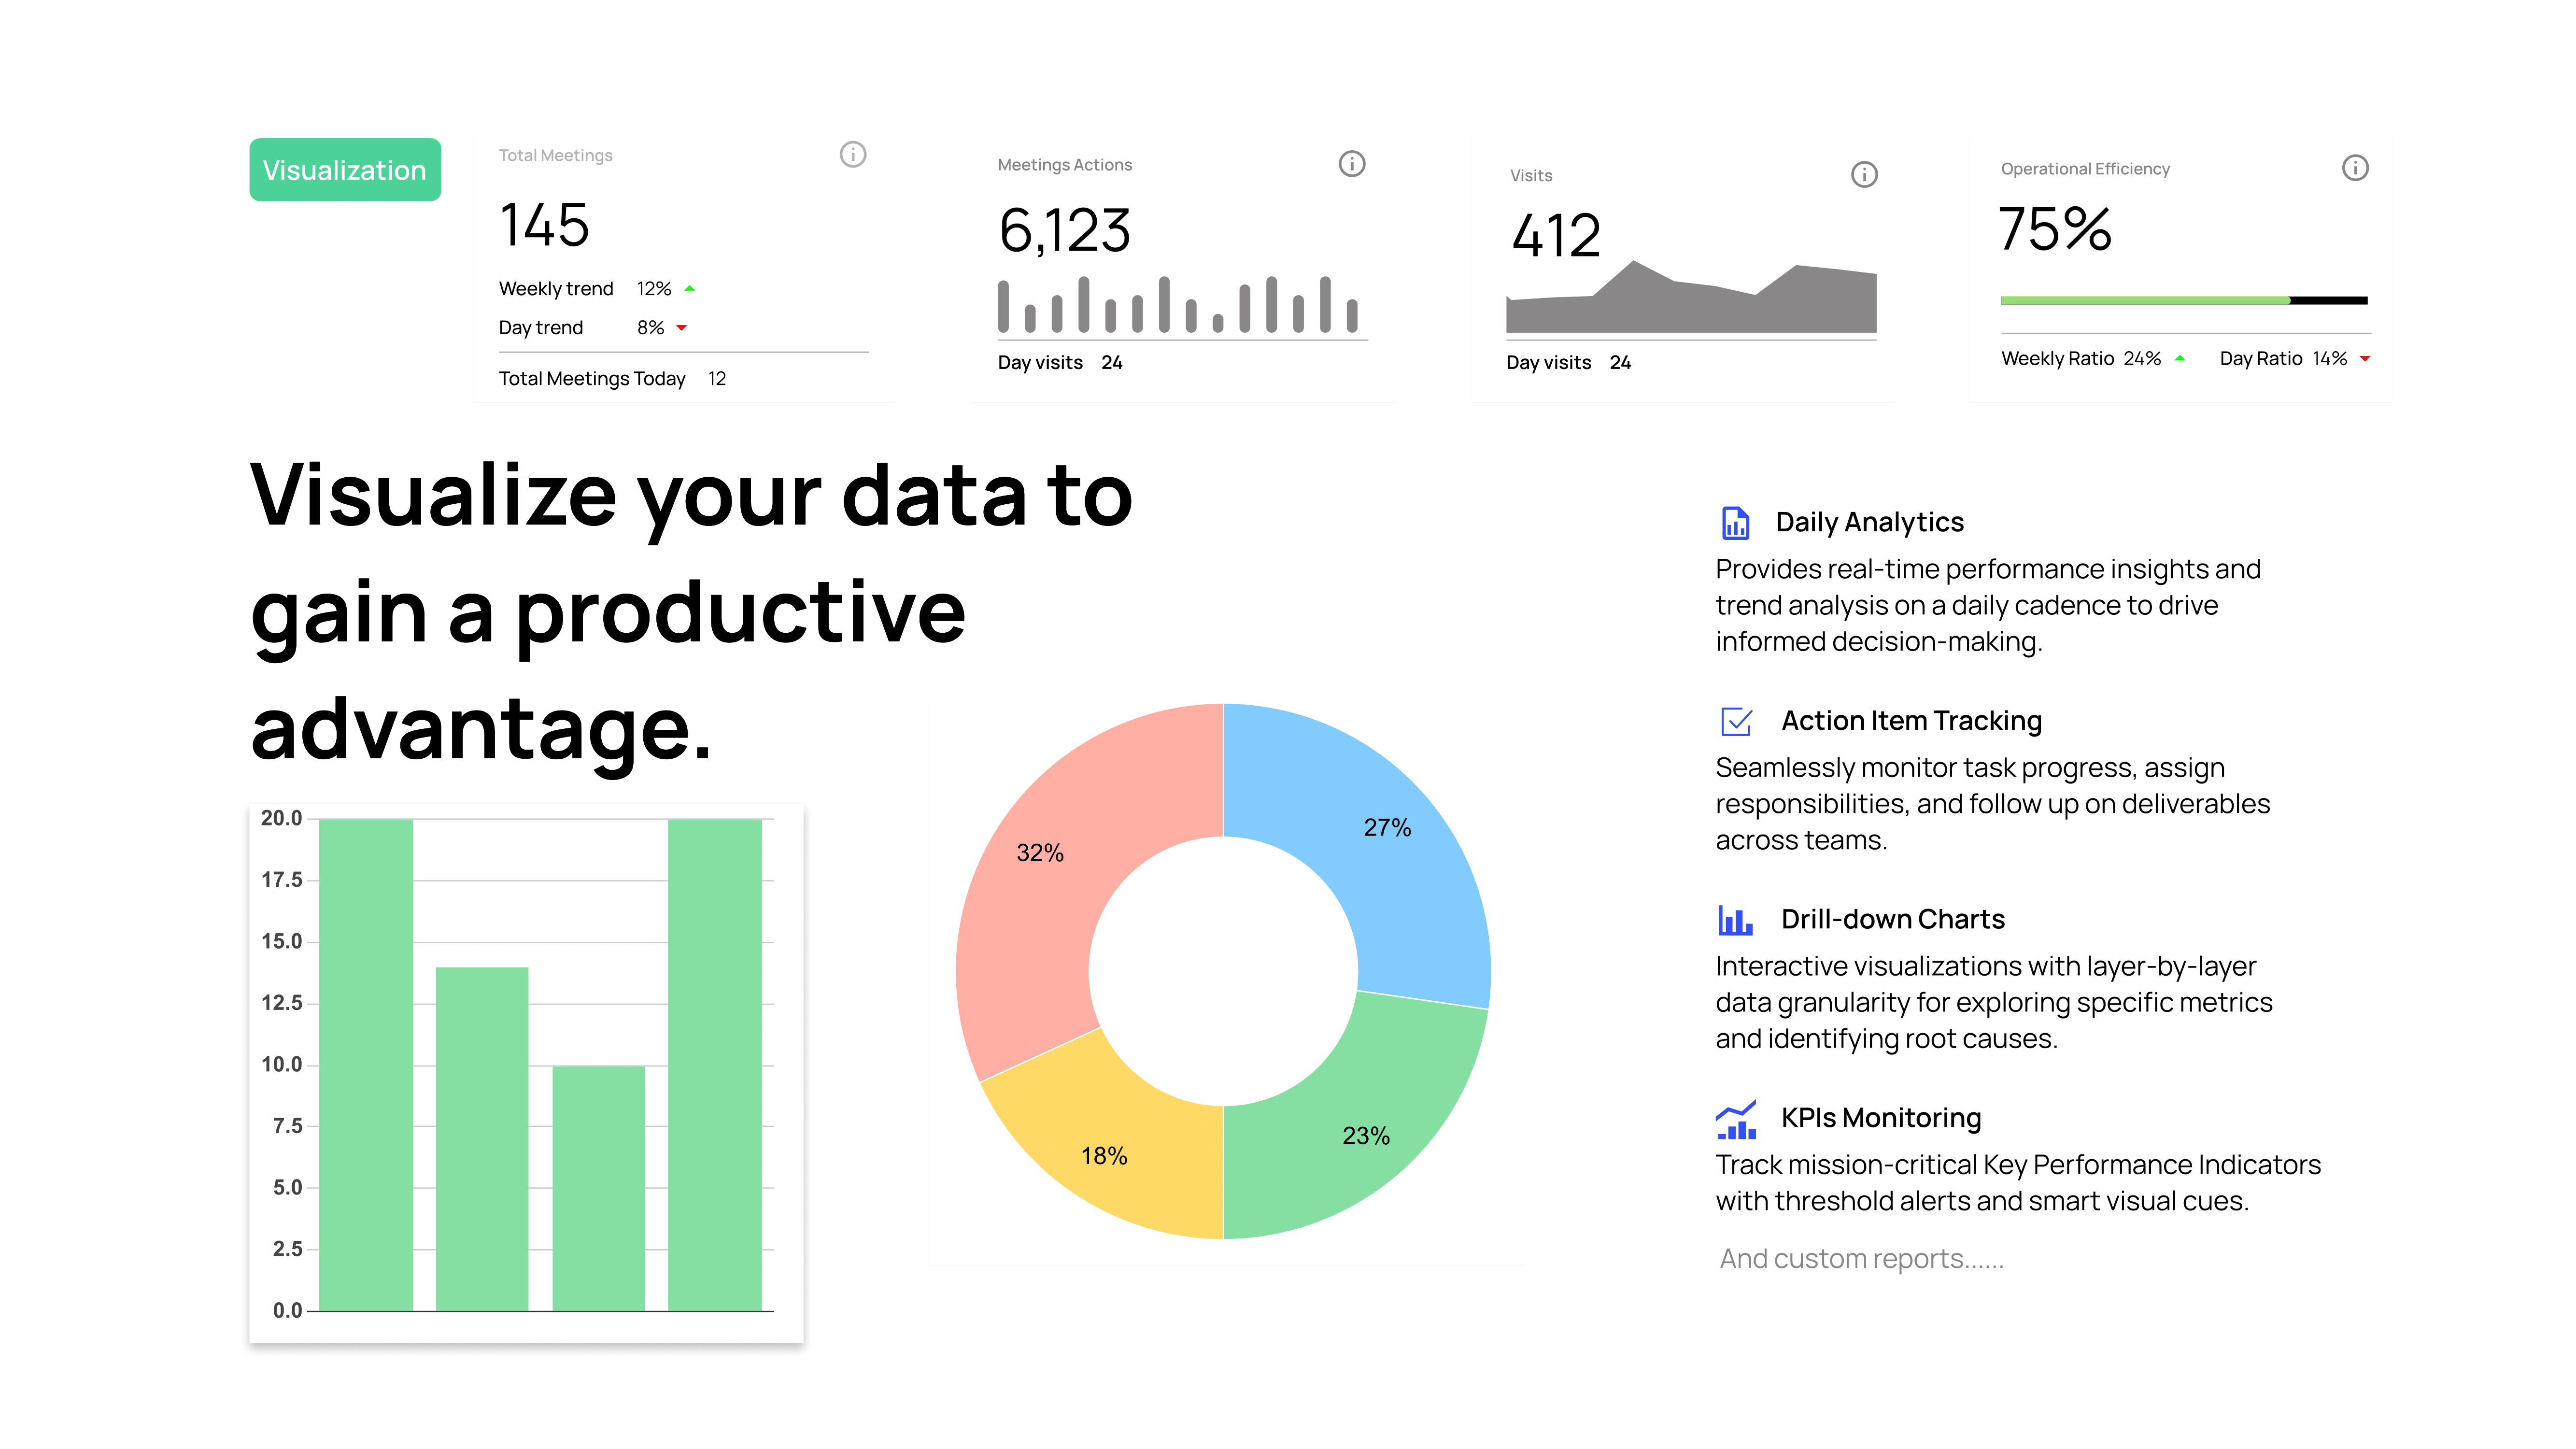 Visualization
Total Meetings
145
Weekly trend 12%
Day trend 8%
Total Meetings Today 12
Meetings Actions
6,123
Day visits 24
Visits
412
Day visits 24
Operational Efficiency
75%
Weekly Ratio 24% Day Ratio 14%
Visualize your data to
gain a productive
advantage.
20.0
17.5
15.0
12.5
10.0
7.5
5.0
2.5
0.0
32%
27%
18%
23%
Daily Analytics
Provides real-time performance insights and
trend analysis on a daily cadence to drive
informed decision-making.
Action Item Tracking
Seamlessly monitor task progress, assign
responsibilities, and follow up on deliverables
across teams.
Drill-down Charts
Interactive visualizations with layer-by-layer
data granularity for exploring specific metrics
and identifying root causes.
KPIs Monitoring
Track mission-critical Key Performance Indicators
with threshold alerts and smart visual cues.
And custom reports......